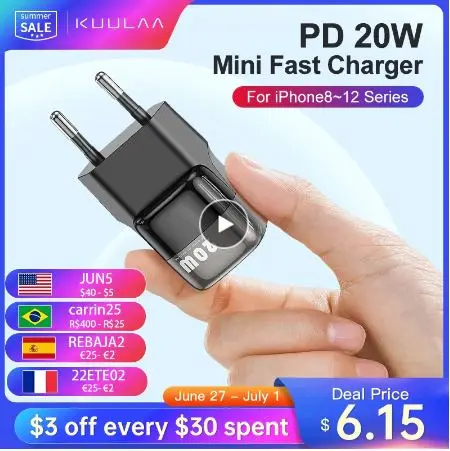 summer
SALE
KUULAA
PD 20W
Mini Fast Charger
For iPhone8~12 Series
20W
JUN5
$40 - $5
carrin25
R$400 - R$25
REBAJA2
€25- €2
22ETE02
€25- €2
June 27 – July 1
$3 off every $30 spent
Deal Price
$ 6.15